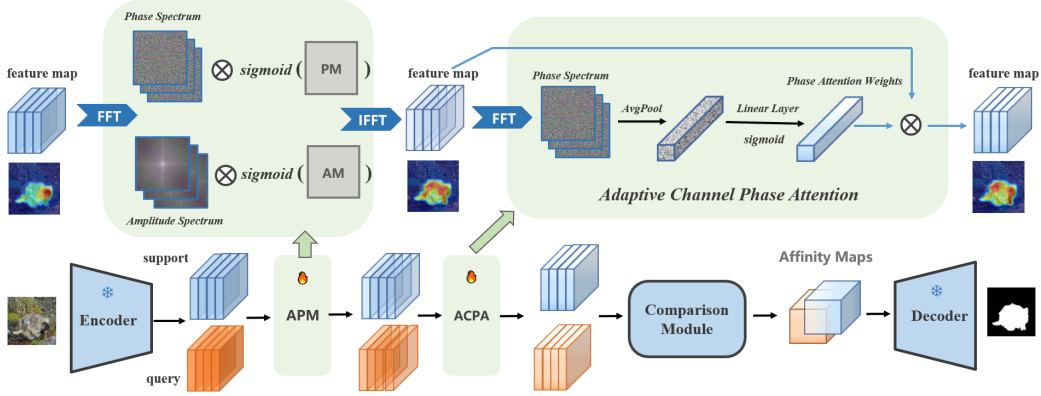 Phase Spectrum
sigmoid ( PM )
feature map
FFT
Amplitude Spectrum
sigmoid ( AM )
IFFT
feature map
FFT
Phase Spectrum
AvgPool
Linear Layer
sigmoid
Phase Attention Weights
feature map
Adaptive Channel Phase Attention
support
query
Encoder
APM
ACPA
Comparison
Module
Affinity Maps
Decoder